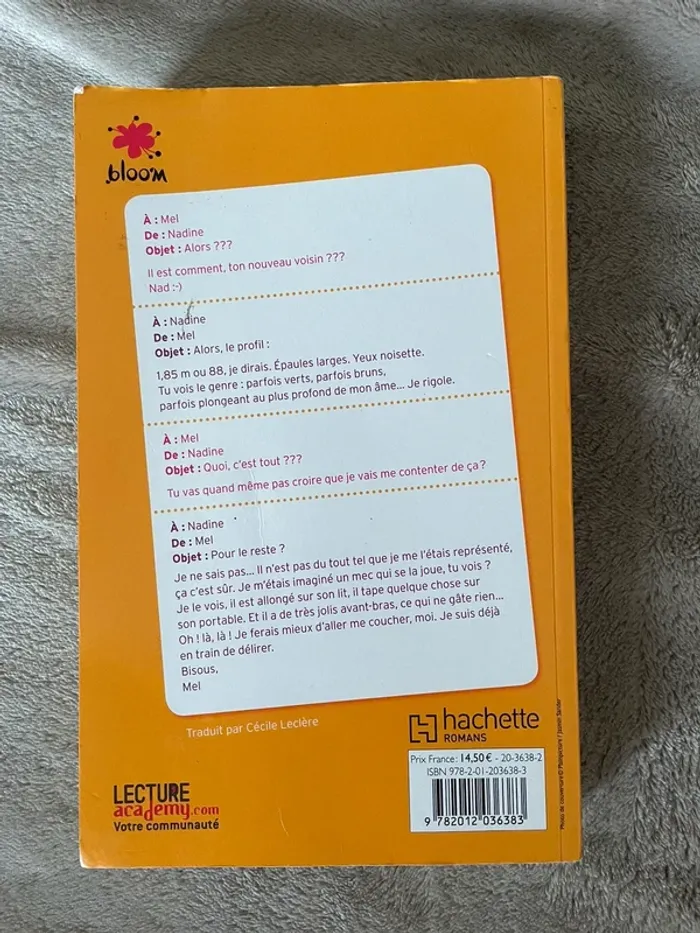 bloom
À : Mel
De : Nadine
Objet : Alors ???
Il est comment, ton nouveau voisin ???
Nad :-)
À : Nadine
De : Mel
Objet : Alors, le profil :
1,85 m ou 88, je dirais. Épaules larges. Yeux noisette.
Tu vois le genre : parfois verts, parfois bruns,
parfois plongeant au plus profond de mon âme... Je rigole.
À : Mel
De : Nadine
Objet : Quoi, c'est tout ???
Tu vas quand même pas croire que je vais me contenter de ça ?
À : Nadine
De : Mel
Objet : Pour le reste ?
Je ne sais pas... Il n'est pas du tout tel que je me l'étais représenté,
ça c'est sûr. Je m'étais imaginé un mec qui se la joue, tu vois ?
Je le vois, il est allongé sur son lit, il tape quelque chose sur
son portable. Et il a de très jolis avant-bras, ce qui ne gâte rien...
Oh ! là, là ! Je ferais mieux d'aller me coucher, moi. Je suis déjà
en train de délirer.
Bisous,
Mel
Traduit par Cécile Leclère
hachette
ROMANS
Prix France : 14,50 € - 20-3638-2
ISBN 978-2-01-203638-3
9 782012 036383
LECTURE
academy.com
Votre communauté
Photo de couverture © Plainpicture / Jasmin Sander